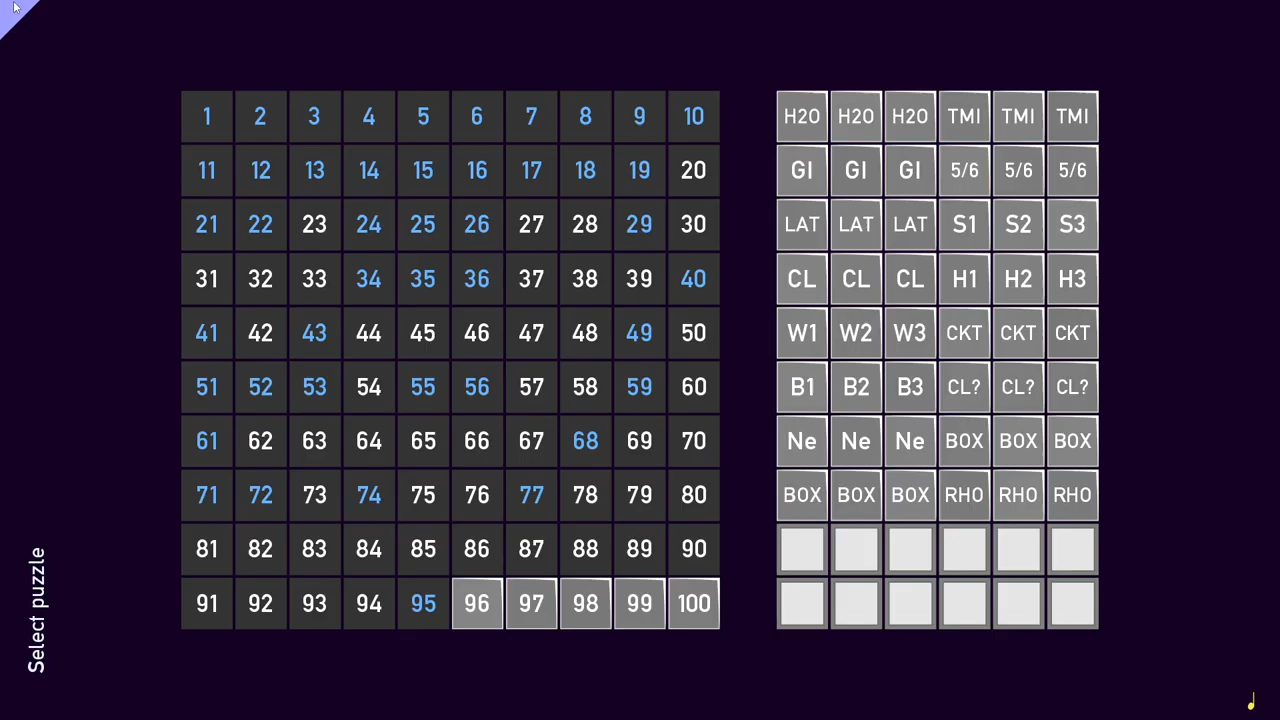 1 2 3 4 5 6 7 8 9 10 H2O H2O H2O TMI TMI TMI
11 12 13 14 15 16 17 18 19 20 GI GI GI 5/6 5/6 5/6
21 22 23 24 25 26 27 28 29 30 LAT LAT LAT S1 S2 S3
31 32 33 34 35 36 37 38 39 40 CL CL CL H1 H2 H3
41 42 43 44 45 46 47 48 49 50 W1 W2 W3 CKT CKT CKT
51 52 53 54 55 56 57 58 59 60 B1 B2 B3 CL? CL? CL?
61 62 63 64 65 66 67 68 69 70 Ne Ne Ne BOX BOX BOX
71 72 73 74 75 76 77 78 79 80 BOX BOX BOX RHO RHO RHO
81 82 83 84 85 86 87 88 89 90
91 92 93 94 95 96 97 98 99 100
Select puzzle